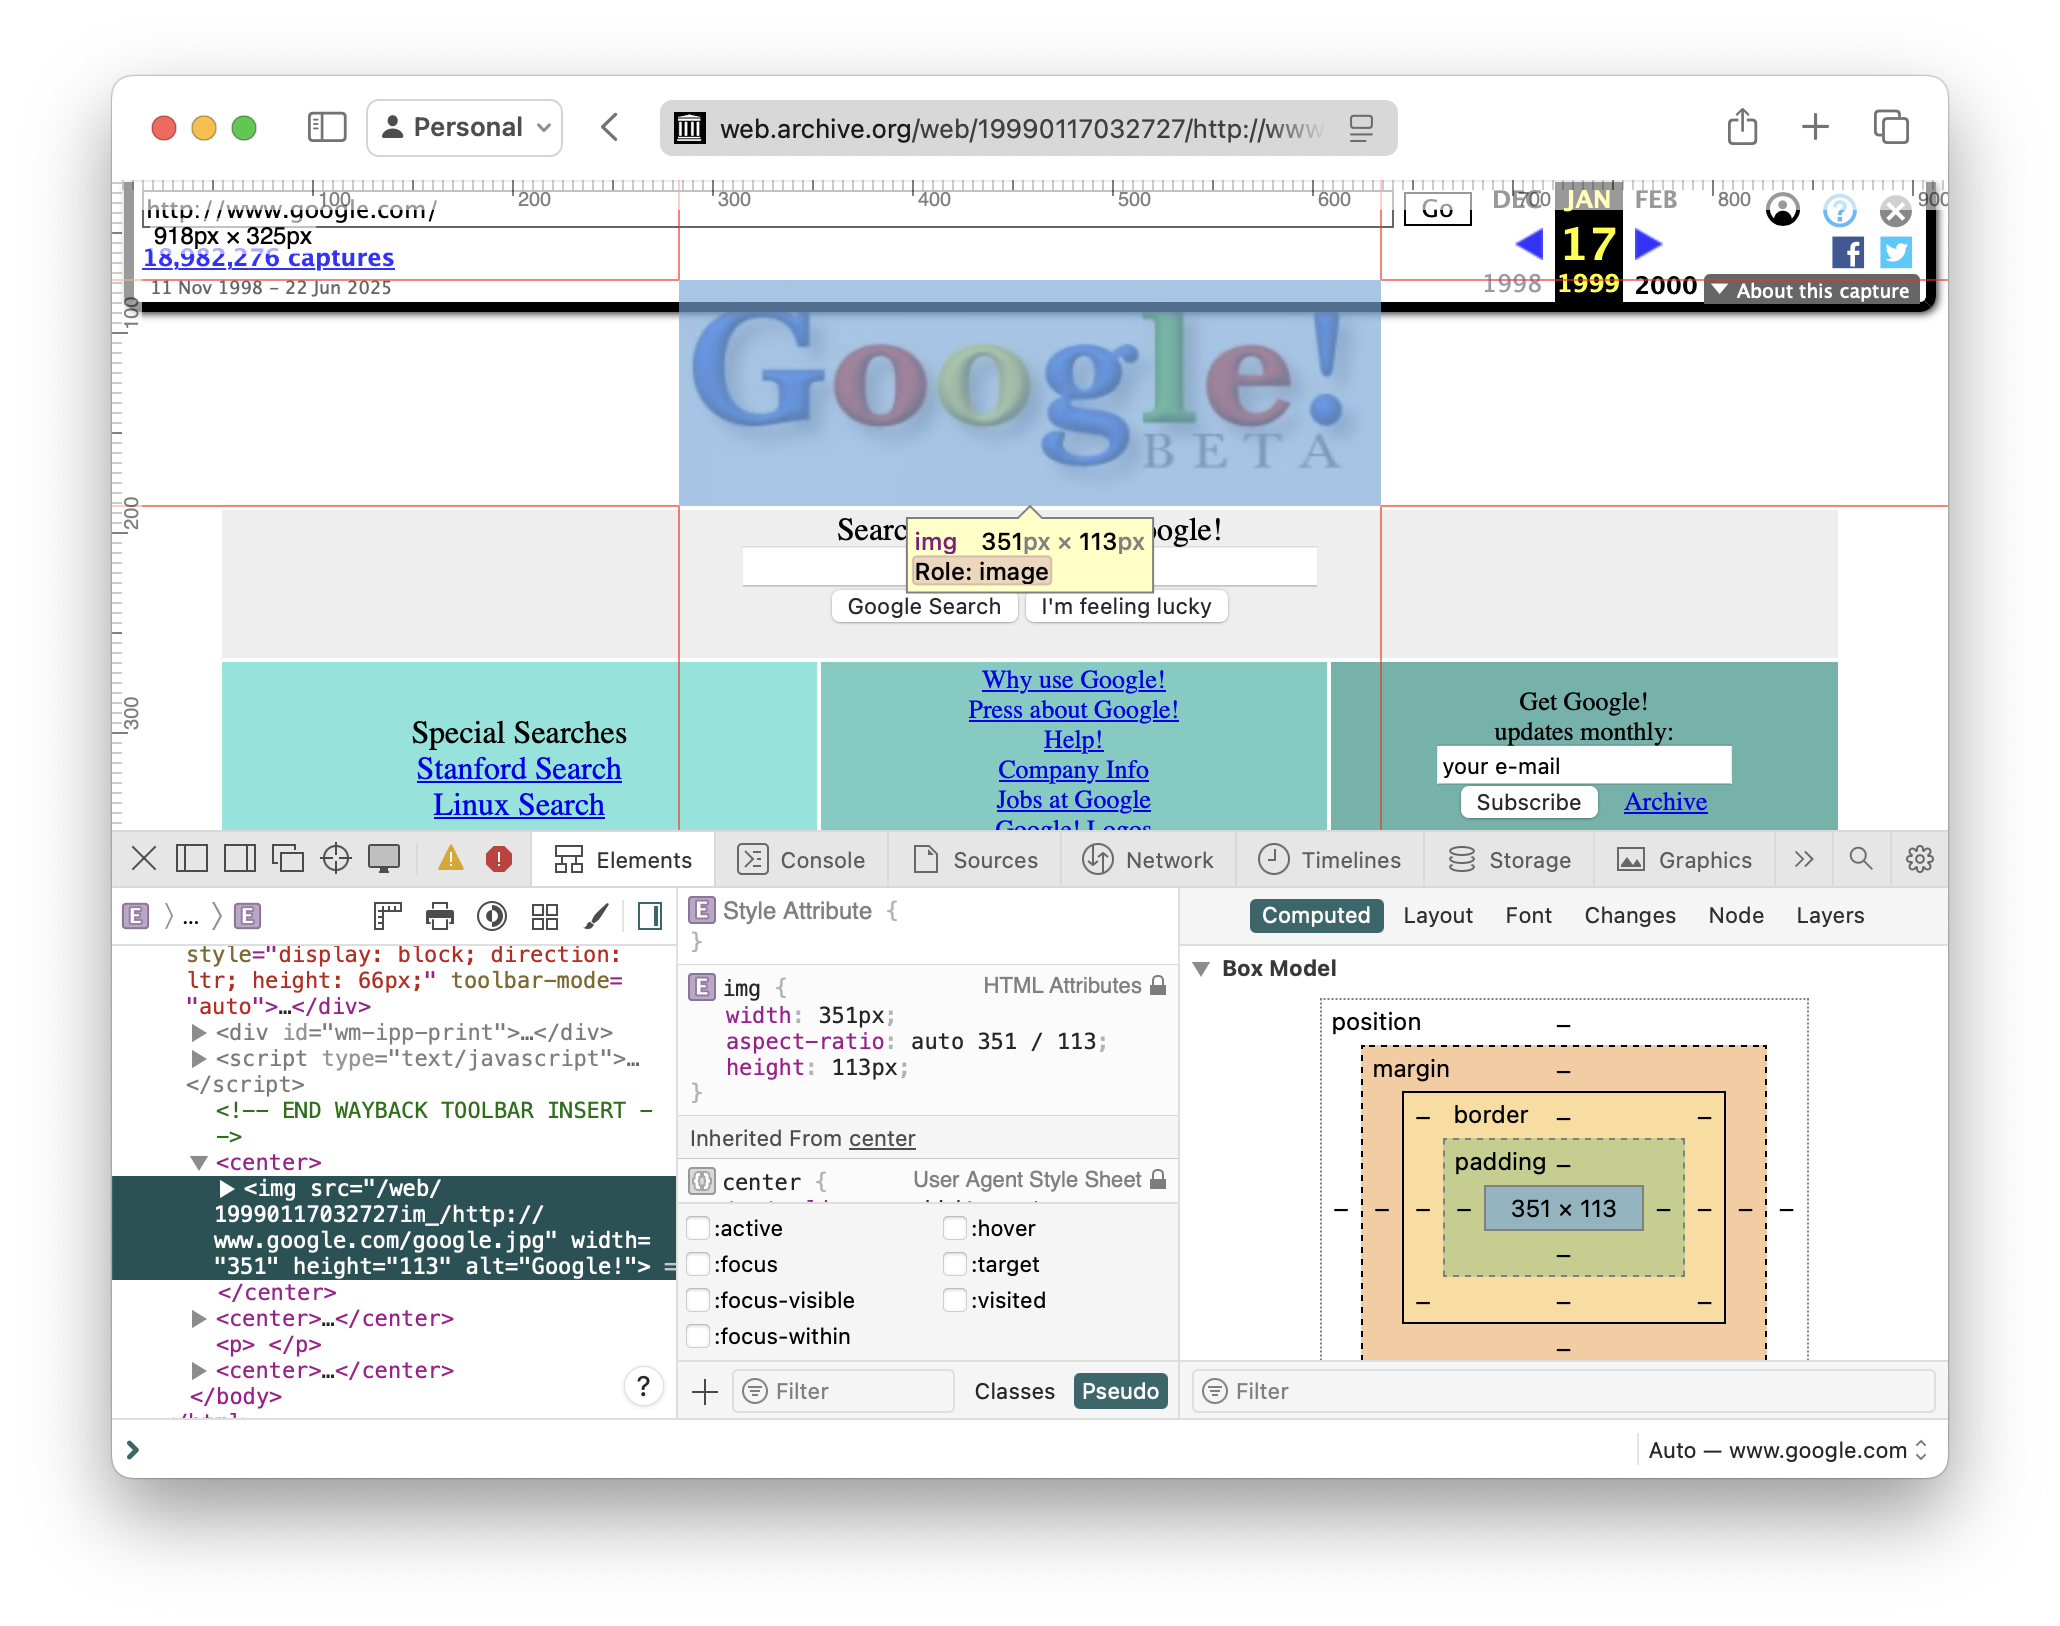 Personal
web.archive.org/web/19990117032727/http://www
100 200 300 400 500 600 700 800 900
http://www.google.com/
Go
DEC JAN FEB
918px × 325px
17
18,982,276 captures
11 Nov 1998 – 22 Jun 2025
1998 1999 2000
About this capture
100
200
300
Google!
BETA
Searc
oogle!
img 351px × 113px
Role: image
Google Search
I'm feeling lucky
Special Searches
Stanford Search
Linux Search
Why use Google!
Press about Google!
Help!
Company Info
Jobs at Google
Google! Logos
Get Google!
updates monthly:
your e-mail
Subscribe
Archive
Elements
Console
Sources
Network
Timelines
Storage
Graphics
E 〉 … 〉 E
style="display: block; direction:
ltr; height: 66px;" toolbar-mode=
"auto">…</div>
<div id="wm-ipp-print">…</div>
<script type="text/javascript">…
</script>
<!-- END WAYBACK TOOLBAR INSERT -
->
<center>
<img src="/web/
19990117032727im_/http://
www.google.com/google.jpg" width=
"351" height="113" alt="Google!"> =
</center>
<center>…</center>
<p> </p>
<center>…</center>
</body>
?
E Style Attribute {
}
E img { HTML Attributes
width: 351px;
aspect-ratio: auto 351 / 113;
height: 113px;
}
Inherited From center
center { User Agent Style Sheet
:active
:hover
:focus
:target
:focus-visible
:visited
:focus-within
Filter
Classes
Pseudo
Computed
Layout
Font
Changes
Node
Layers
Box Model
position –
margin –
– border – –
padding –
– – – – 351 × 113 – – – –
–
– – –
–
Filter
Auto — www.google.com